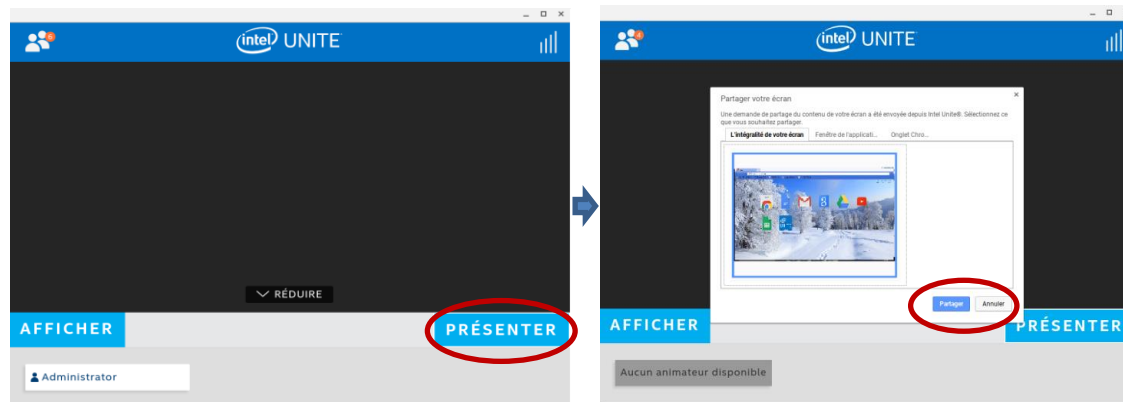 6
intel UNITE
RÉDUIRE
AFFICHER
PRÉSENTER
Administrator
4
intel UNITE
Partager votre écran
Une demande de partage du contenu de votre écran a été envoyée depuis Intel Unite®. Sélectionnez ce
que vous souhaitez partager.
L'intégralité de votre écran Fenêtre de l'applicati... Onglet Chro...
Partager Annuler
AFFICHER
PRÉSENTER
Aucun animateur disponible